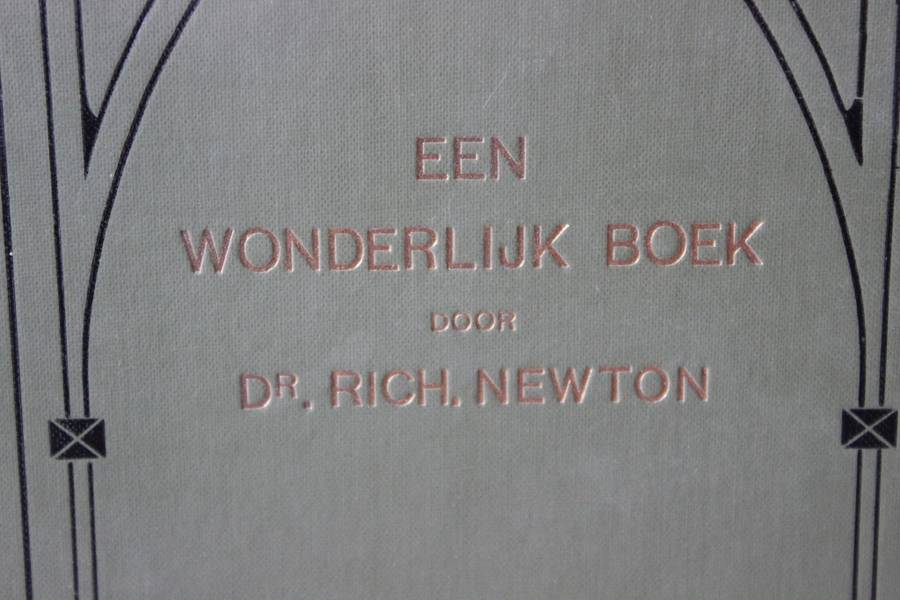 EEN
WONDERLIJK BOEK
DOOR
DR. RICH. NEWTON